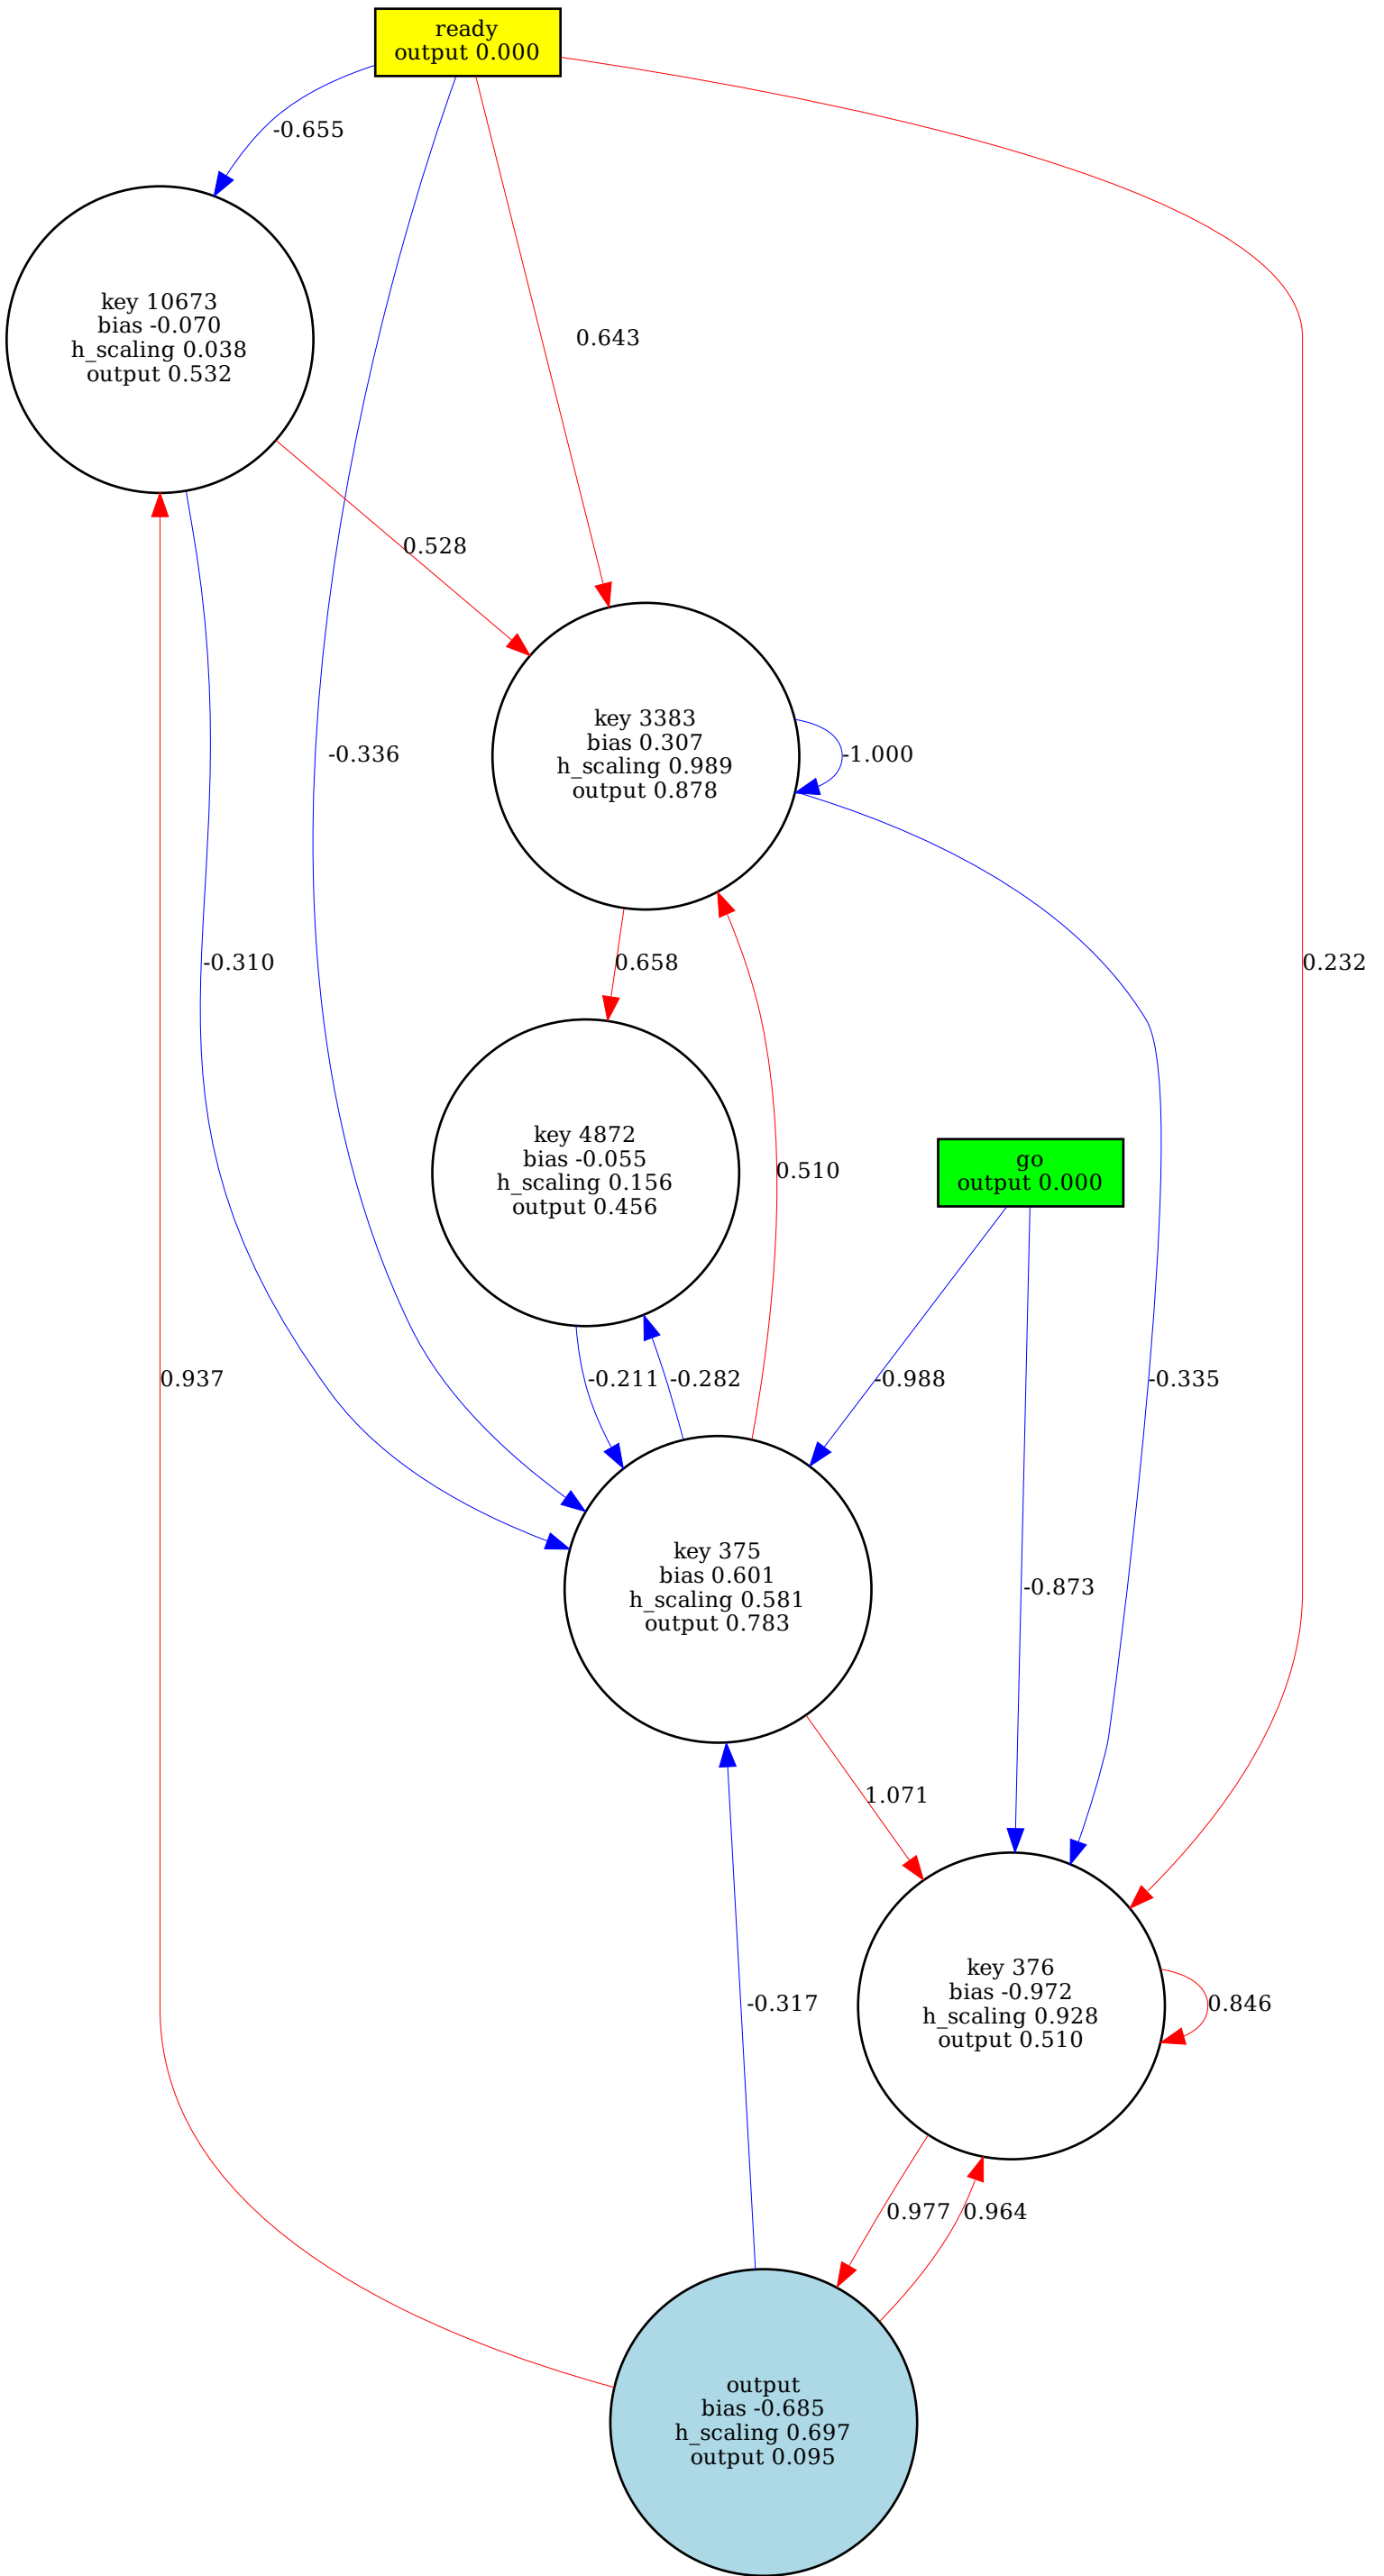 ready
output 0.000
-0.655
key 10673
bias -0.070
h_scaling 0.038
output 0.532
0.643
0.528
key 3383
bias 0.307
h_scaling 0.989
output 0.878
-0.336
-1.000
-0.310
0.658
0.232
key 4872
bias -0.055
h_scaling 0.156
output 0.456
0.510
go
output 0.000
0.937
-0.211
-0.282
-0.988
-0.335
key 375
bias 0.601
h_scaling 0.581
output 0.783
-0.873
1.071
key 376
bias -0.972
h_scaling 0.928
output 0.510
-0.317
0.846
0.977
0.964
output
bias -0.685
h_scaling 0.697
output 0.095